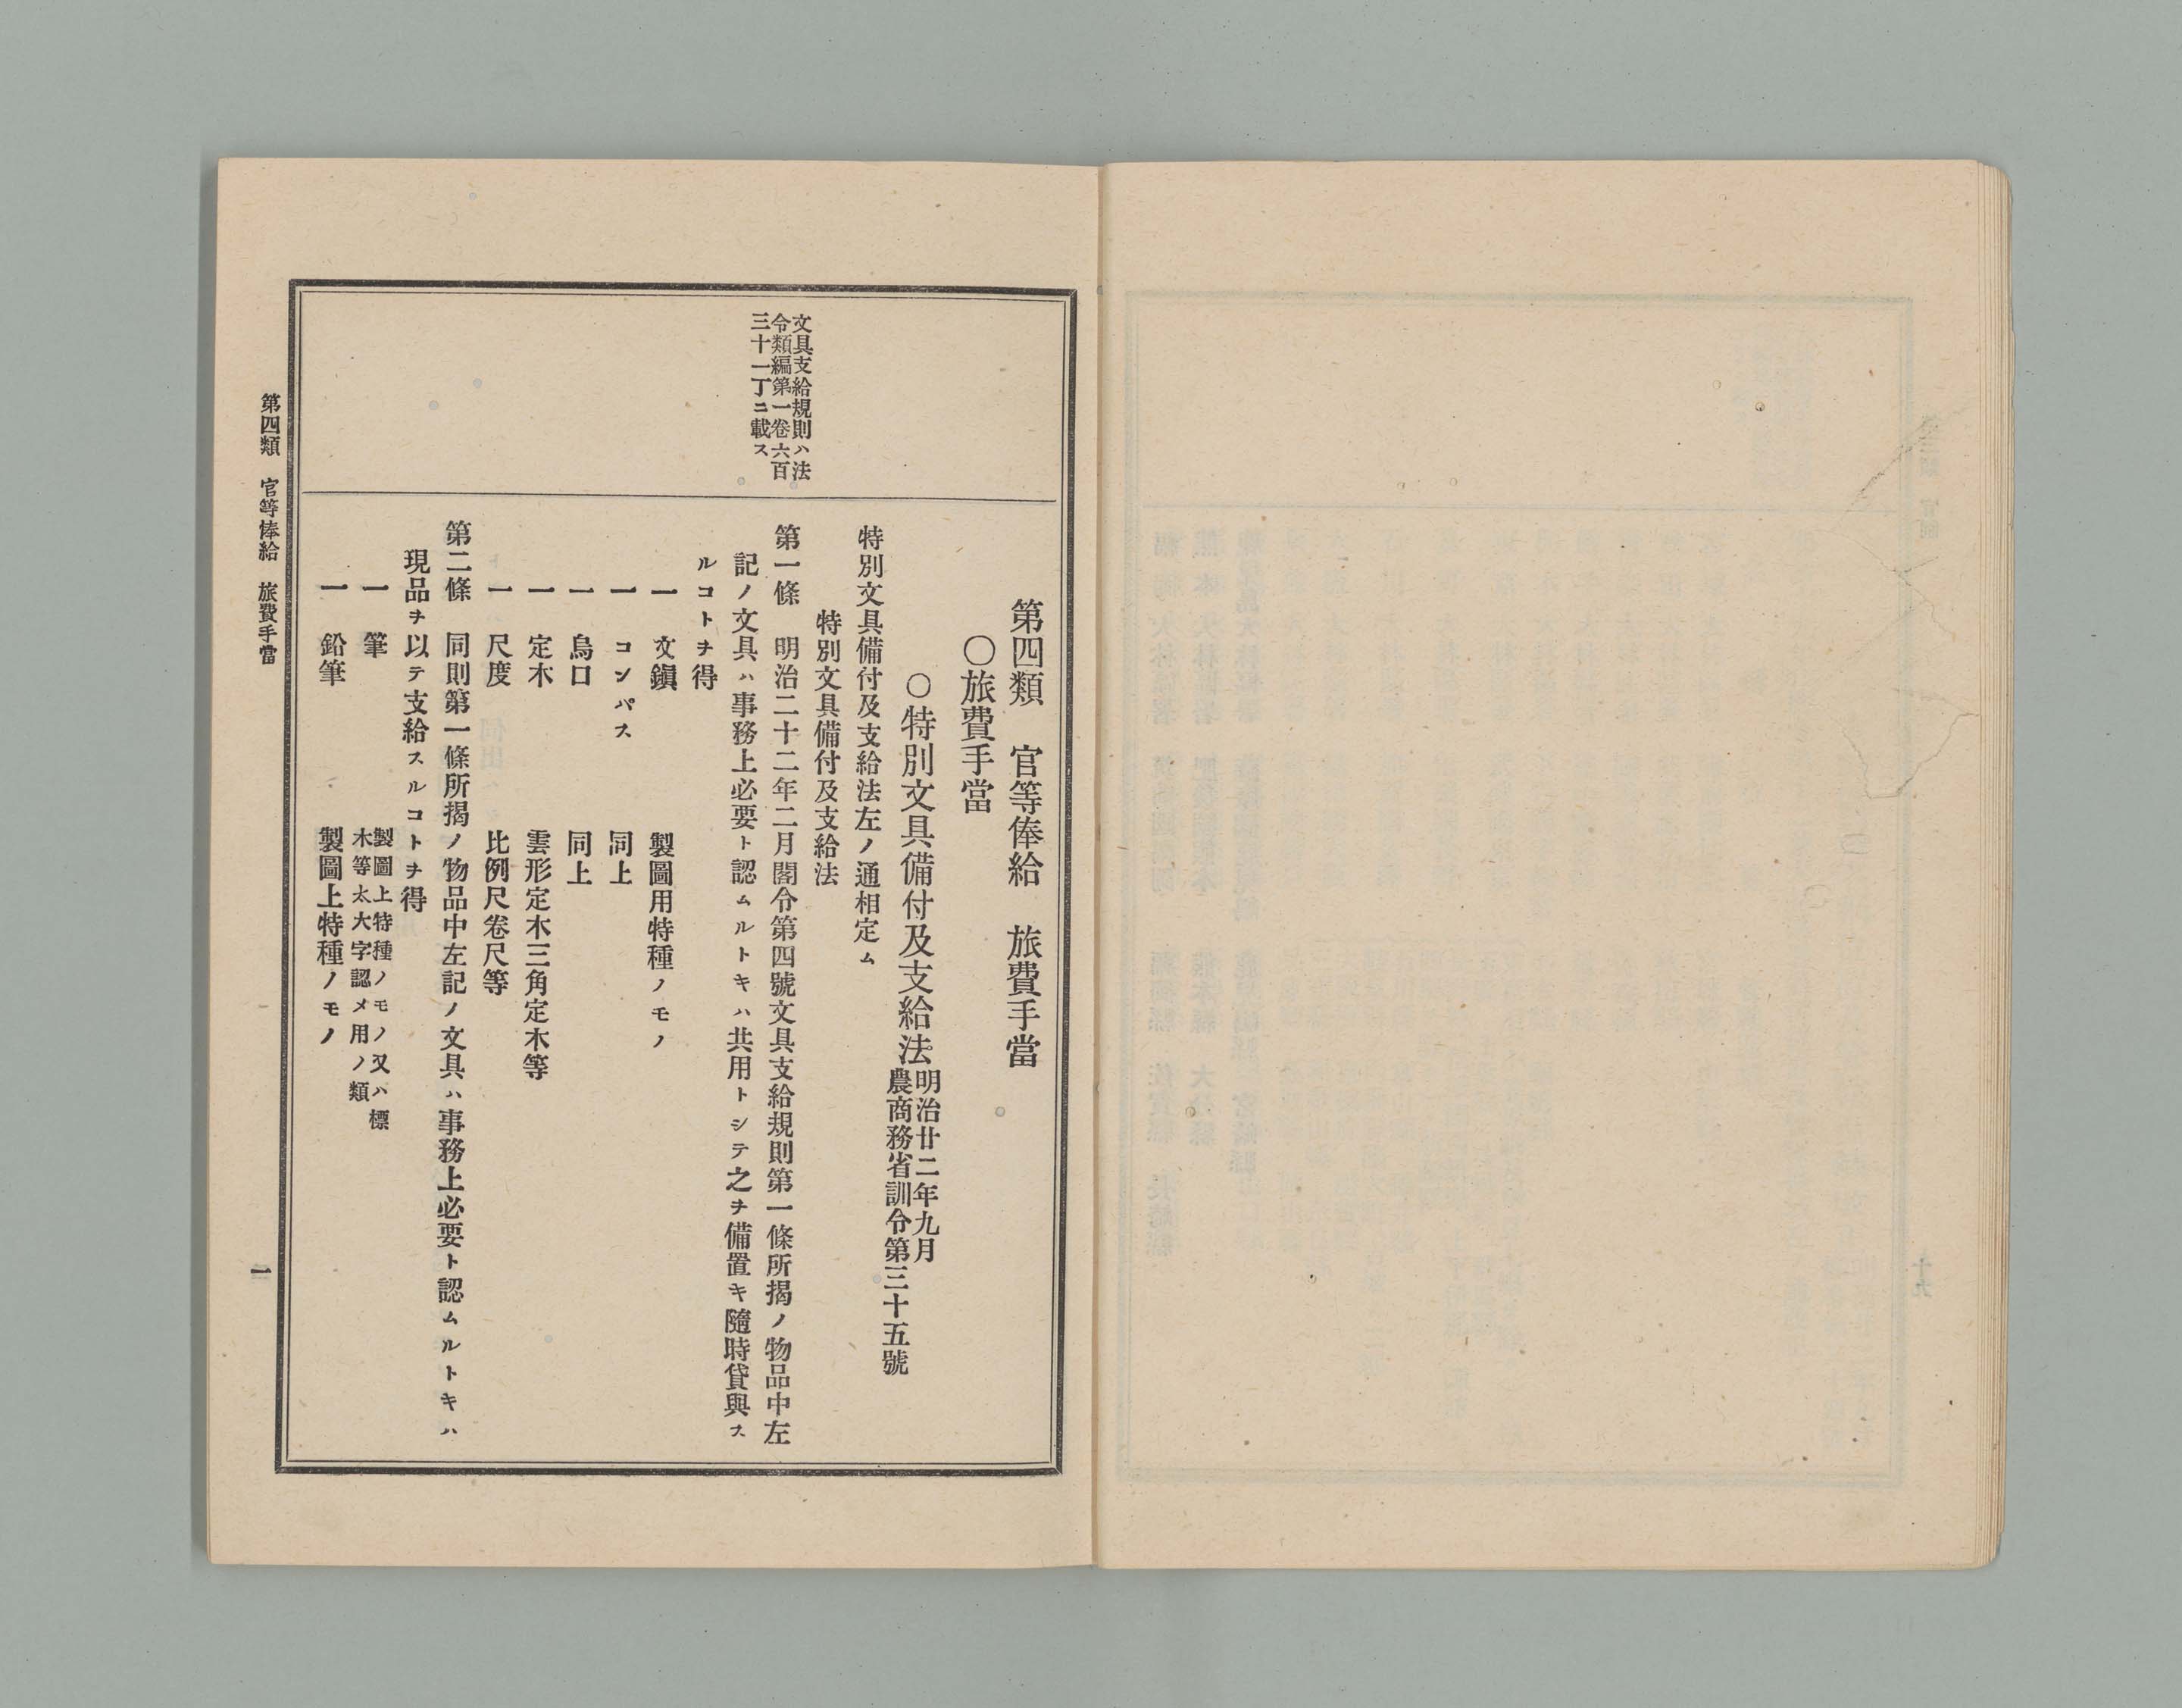 第四類　官等俸給　旅費手當
〇旅費手當
〇特別文具備付及支給法
明治廿二年九月
農商務省訓令第三十五號
特別文具備付及支給法左ノ通相定ム
特別文具備付及支給法
文具支給規則ハ法
令類編第一卷六百
三十一丁ニ載ス
第一條　明治二十二年二月閣令第四號文具支給規則第一條所揭ノ物品中左
記ノ文具ハ事務上必要ト認ムルトキハ共用トシテ之ヲ備置キ隨時貸與ス
ルコトヲ得
一　文鎭　製圖用特種ノモノ
一　コンパス　同上
一　烏口　同上
一　定木　雲形定木三角定木等
一　尺度　比例尺卷尺等
第二條　同則第一條所揭ノ物品中左記ノ文具ハ事務上必要ト認ムルトキハ
現品ヲ以テ支給スルコトヲ得
一　筆　製圖上特種ノモノ又ハ標
木等太大字認メ用ノ類
一　鉛筆　製圖上特種ノモノ
第四類　官等俸給　旅費手當
一